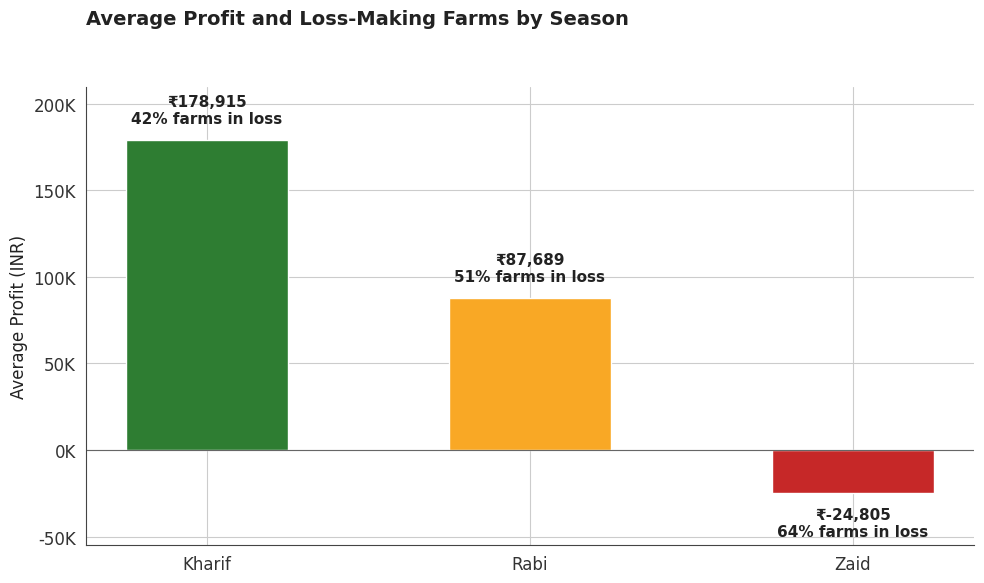 Average Profit and Loss-Making Farms by Season
₹178,915
42% farms in loss
₹87,689
51% farms in loss
₹-24,805
64% farms in loss
200K
150K
100K
50K
0K
-50K
Average Profit (INR)
Kharif
Rabi
Zaid